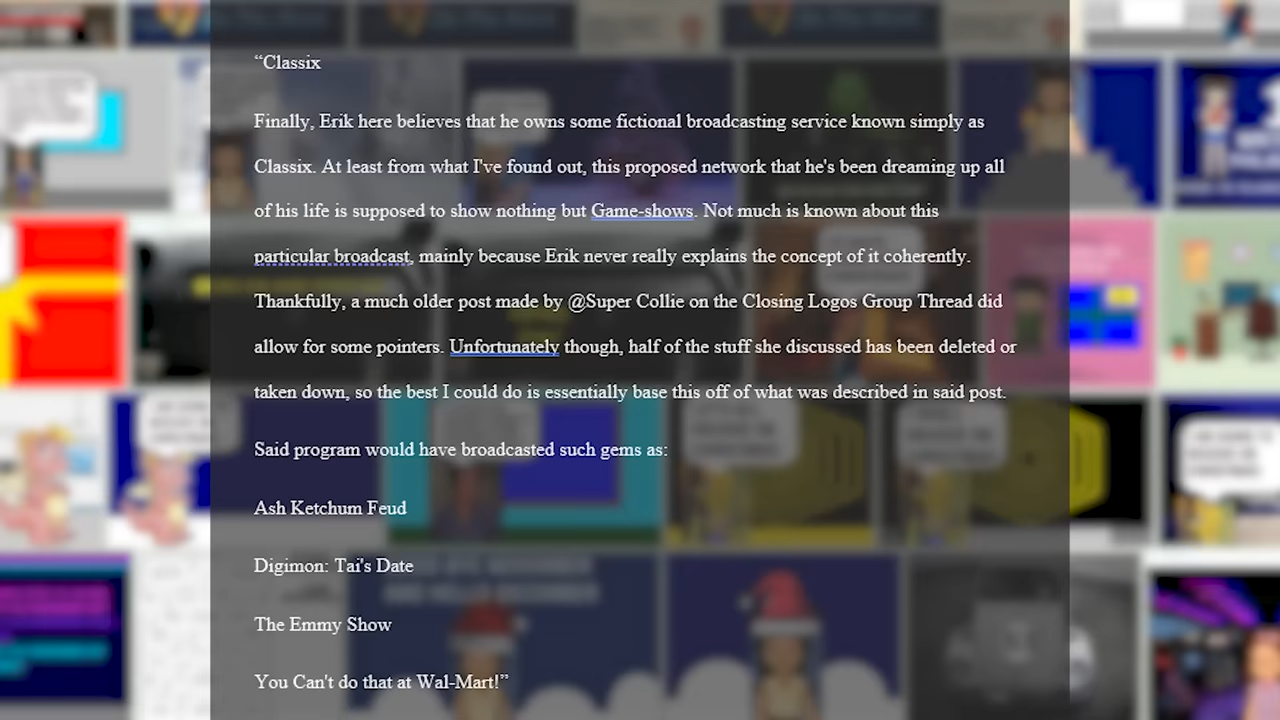 “Classix
Finally, Erik here believes that he owns some fictional broadcasting service known simply as
Classix. At least from what I've found out, this proposed network that he's been dreaming up all
of his life is supposed to show nothing but Game-shows. Not much is known about this
particular broadcast, mainly because Erik never really explains the concept of it coherently.
Thankfully, a much older post made by @Super Collie on the Closing Logos Group Thread did
allow for some pointers. Unfortunately though, half of the stuff she discussed has been deleted or
taken down, so the best I could do is essentially base this off of what was described in said post.
Said program would have broadcasted such gems as:
Ash Ketchum Feud
Digimon: Tai's Date
The Emmy Show
You Can't do that at Wal-Mart!”